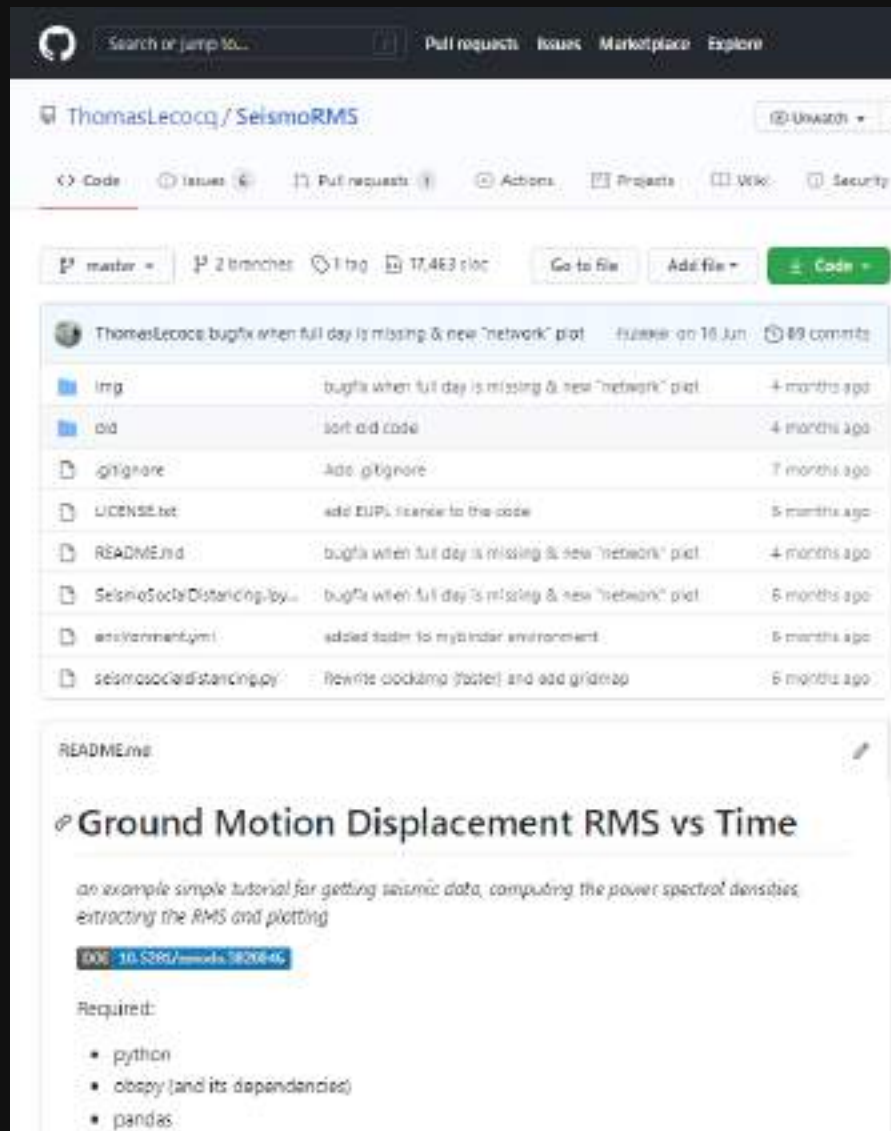 Search or jump to... /
Pull requests Issues Marketplace Explore
ThomasLecocq / SeismoRMS
Unwatch
Code Issues 6 Pull requests 1 Actions Projects Wiki Security
master 2 branches 1 tag 17,463 sloc Go to file Add file Code
ThomasLecocq bugfix when full day is missing & new "network" plot on 16 Jun 89 commits
img bugfix when full day is missing & new "network" plot 4 months ago
old sort old code 4 months ago
.gitignore Add .gitignore 7 months ago
LICENSE.txt add EUPL licence to the code 5 months ago
README.md bugfix when full day is missing & new "network" plot 4 months ago
SeismoSocialDistancing.ipy... bugfix when full day is missing & new "network" plot 6 months ago
environment.yml added tqdm to mybinder environment 6 months ago
seismosocialdistancing.py Rewrite clockmap (faster) and add gridmap 6 months ago
README.md
Ground Motion Displacement RMS vs Time
an example simple tutorial for getting seismic data, computing the power spectral densities,
extracting the RMS and plotting
DOI 10.5281/zenodo.3820046
Required:
python
obspy (and its dependencies)
pandas